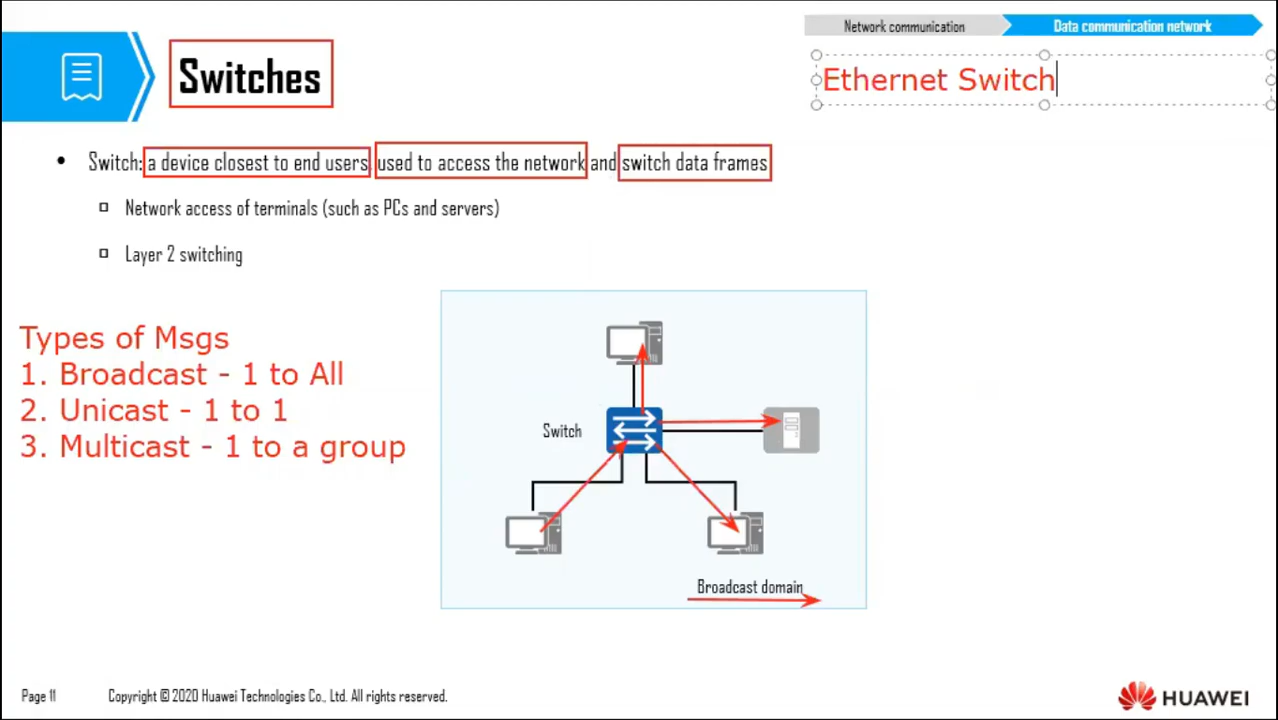 Network communication
Data communication network
Switches
Ethernet Switch
• Switch: a device closest to end users, used to access the network and switch data frames
Network access of terminals (such as PCs and servers)
Layer 2 switching
Types of Msgs
1. Broadcast - 1 to All
2. Unicast - 1 to 1
3. Multicast - 1 to a group
Switch
Broadcast domain
Page 11
Copyright © 2020 Huawei Technologies Co., Ltd. All rights reserved.
HUAWEI